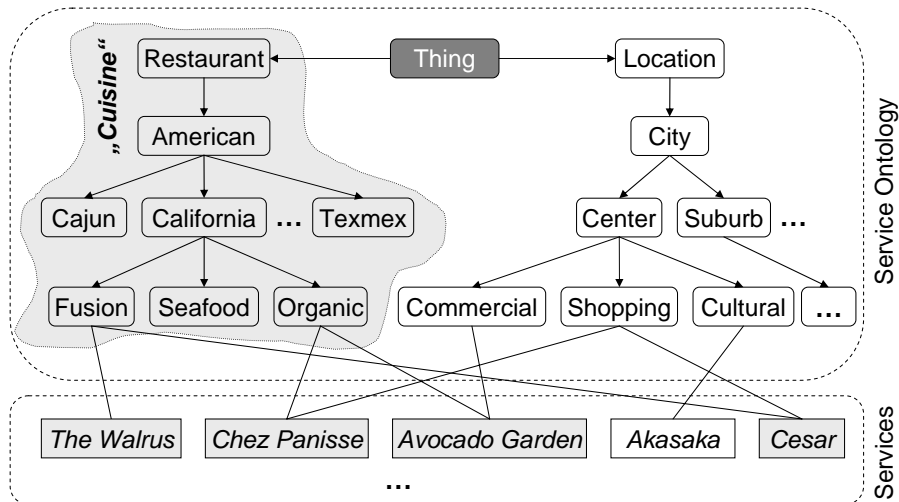 „Cuisine“
Restaurant
Thing
Location
American
City
Cajun
California
...
Texmex
Center
Suburb
...
Fusion
Seafood
Organic
Commercial
Shopping
Cultural
...
Service Ontology
The Walrus
Chez Panisse
Avocado Garden
Akasaka
Cesar
...
Services